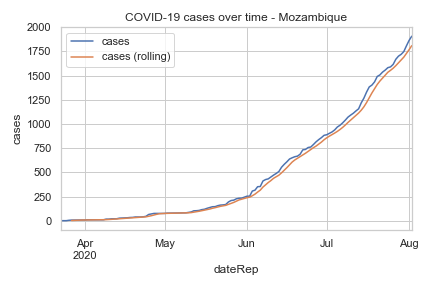 COVID-19 cases over time - Mozambique
cases
cases (rolling)
2000
1750
1500
1250
1000
750
500
250
0
cases
Apr
2020
May
Jun
Jul
Aug
dateRep